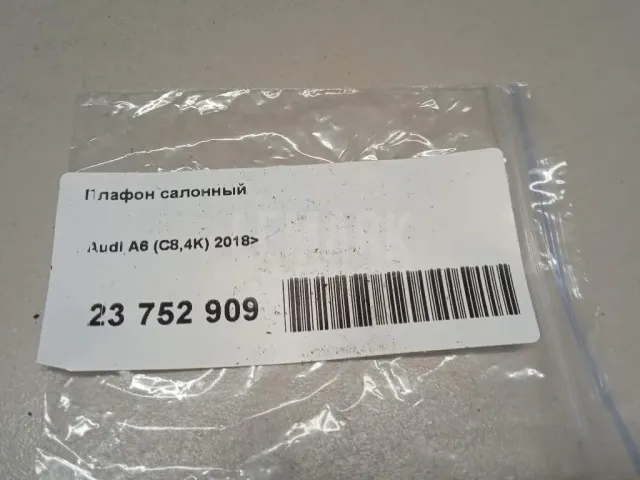 Плафон салонный
Audi A6 (C8,4K) 2018>
23 752 909